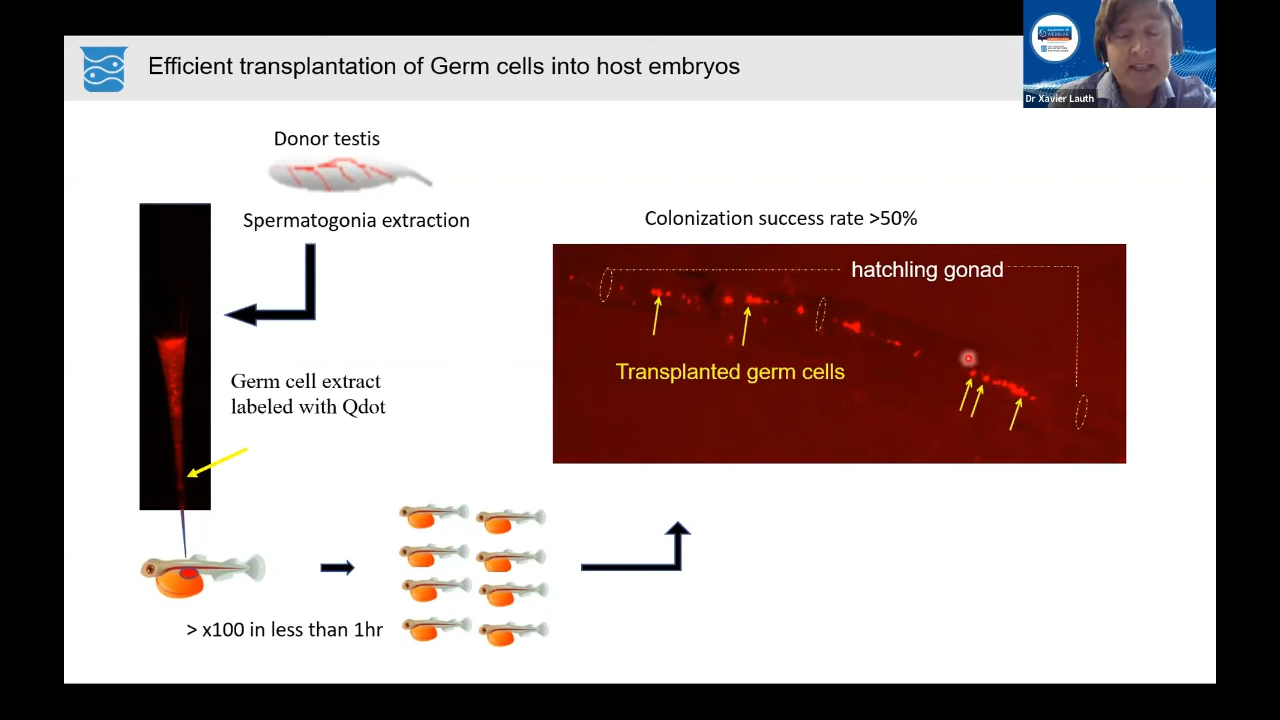 Efficient transplantation of Germ cells into host embryos
Dr Xavier Lauth
Donor testis
Spermatogonia extraction
Colonization success rate >50%
hatchling gonad
Transplanted germ cells
Germ cell extract
labeled with Qdot
> x100 in less than 1hr